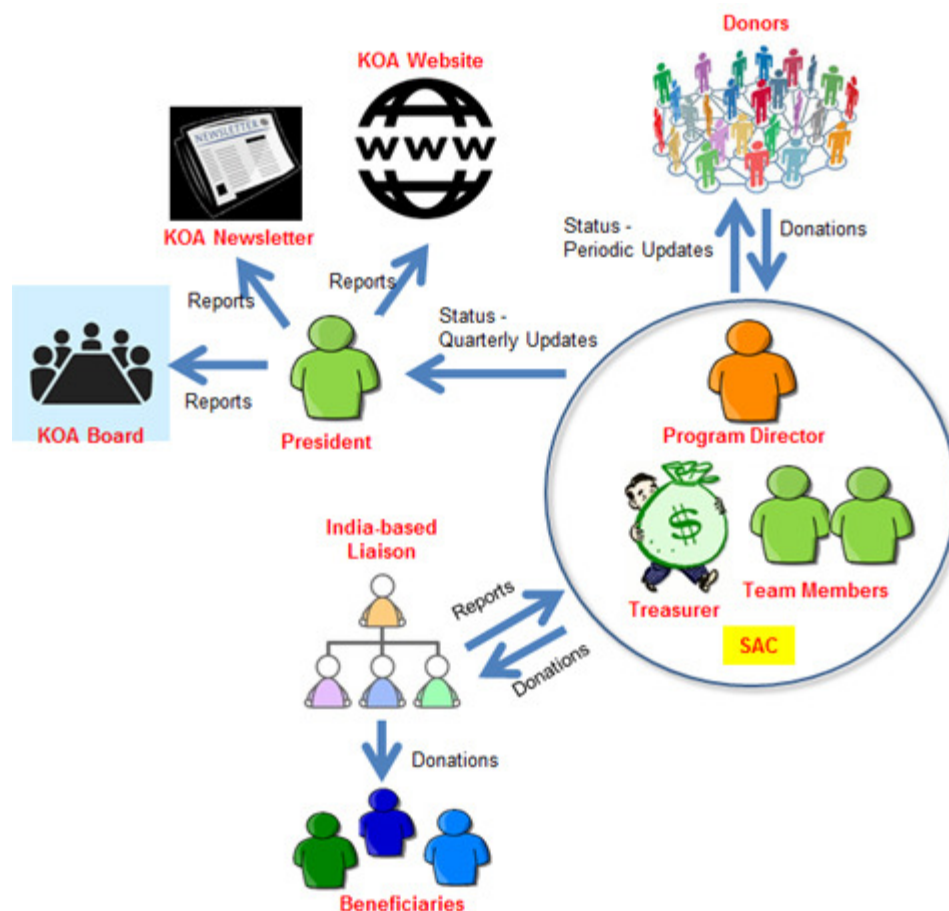 Donors
KOA Website
NEWSLETTER
WWW
KOA Newsletter
Status -
Periodic Updates
Donations
Reports
Reports
Status -
Quarterly Updates
Reports
KOA Board
President
Program Director
India-based
Liaison
$
Treasurer
Team Members
Reports
Donations
SAC
Donations
Beneficiaries